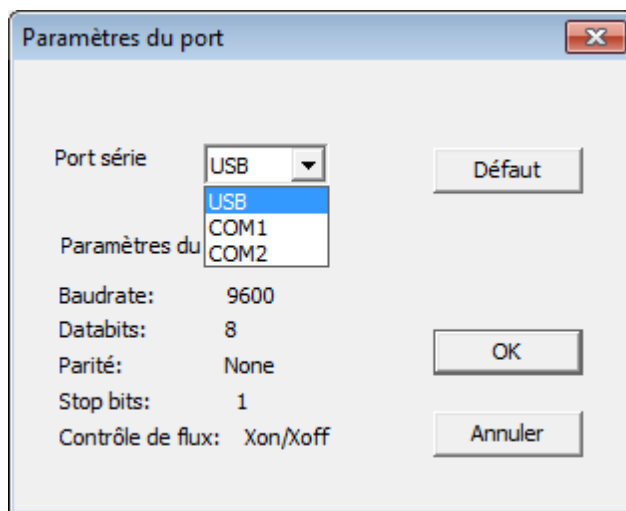 Paramètres du port
Port série USB Défaut
USB
COM1
Paramètres du
COM2
Baudrate: 9600
Databits: 8
Parité: None
OK
Stop bits: 1
Contrôle de flux: Xon/Xoff
Annuler